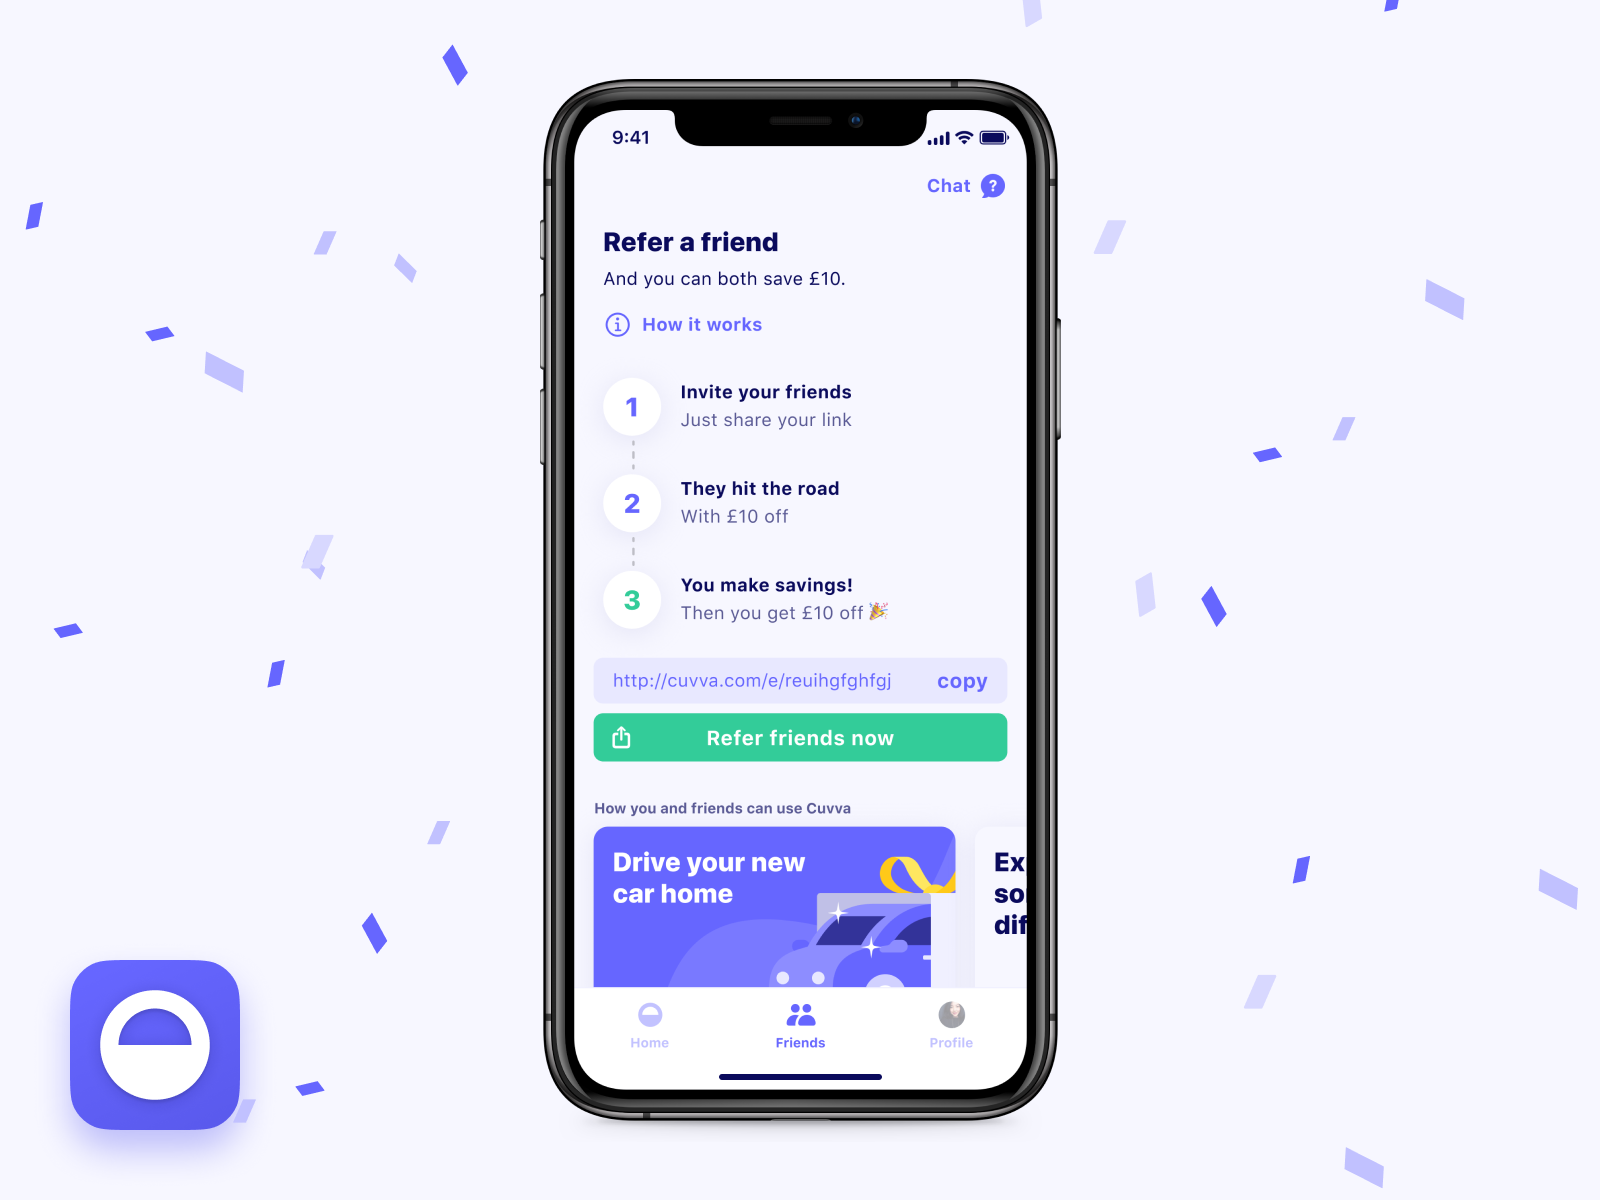 9:41
Chat ?
Refer a friend
And you can both save £10.
How it works
1
Invite your friends
Just share your link
2
They hit the road
With £10 off
3
You make savings!
Then you get £10 off 🎉
http://cuvva.com/e/reuihgfghfgj copy
Refer friends now
How you and friends can use Cuvva
Drive your new
car home
Home
Friends
Profile